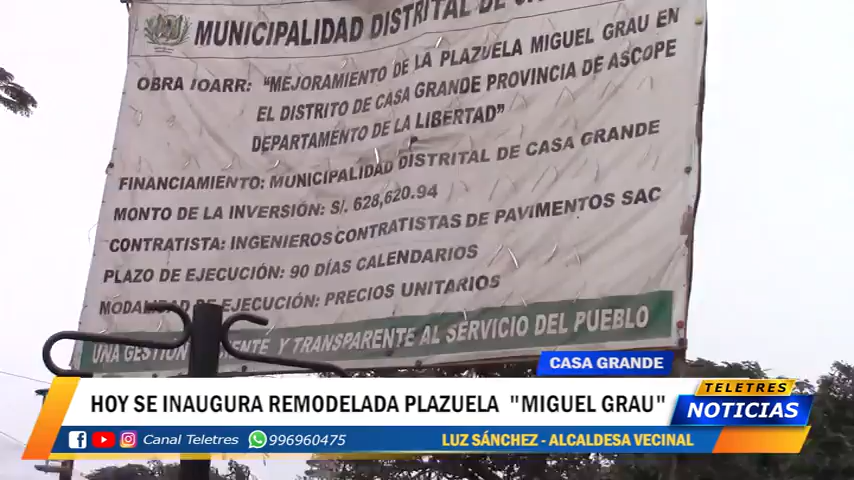 MUNICIPALIDAD DISTRITAL DE
OBRA IOARR: "MEJORAMIENTO DE LA PLAZUELA MIGUEL GRAU EN
EL DISTRITO DE CASA GRANDE PROVINCIA DE ASCOPE
DEPARTAMENTO DE LA LIBERTAD"
FINANCIAMIENTO: MUNICIPALIDAD DISTRITAL DE CASA GRANDE
MONTO DE LA INVERSIÓN: S/. 628,620.94
CONTRATISTA: INGENIEROS CONTRATISTAS DE PAVIMENTOS SAC
PLAZO DE EJECUCIÓN: 90 DÍAS CALENDARIOS
MODALIDAD DE EJECUCIÓN: PRECIOS UNITARIOS
UNA GESTIÓN Y TRANSPARENTE AL SERVICIO DEL PUEBLO
CASA GRANDE
HOY SE INAUGURA REMODELADA PLAZUELA "MIGUEL GRAU"
TELETRES
NOTICIAS
Canal Teletres 996960475
LUZ SÁNCHEZ - ALCALDESA VECINAL